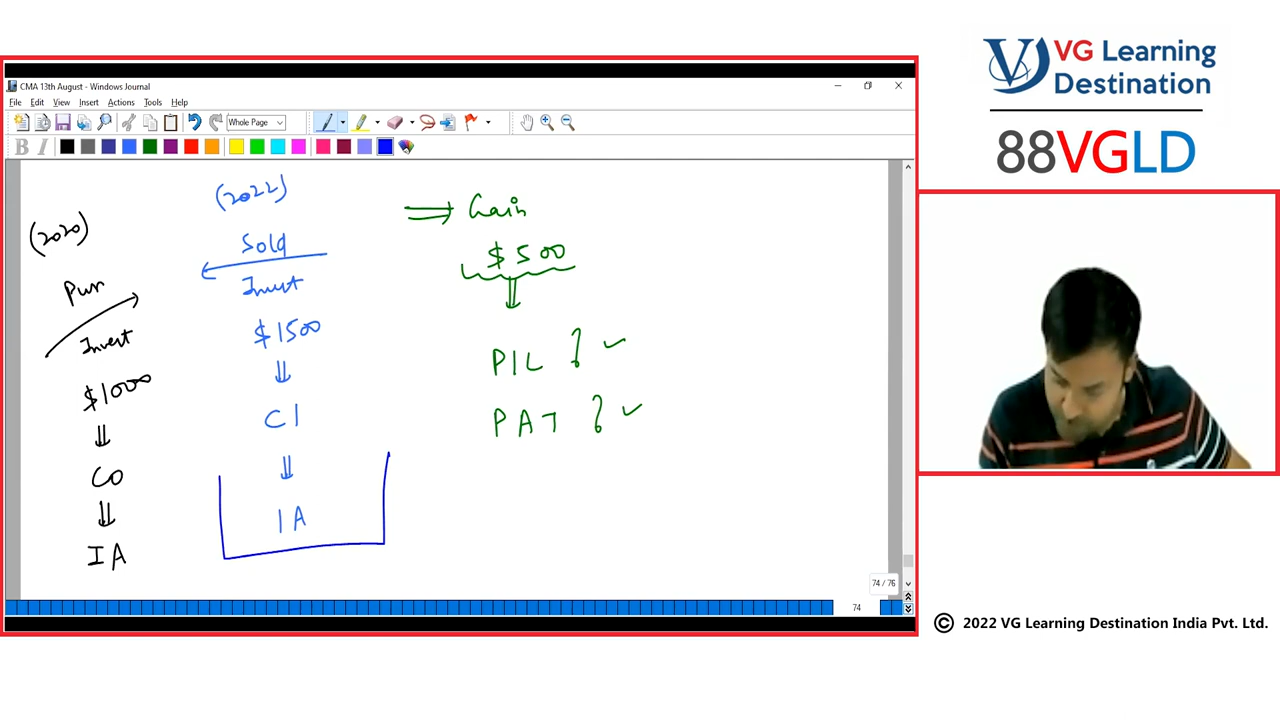 CMA 13th August - Windows Journal
File Edit View Insert Actions Tools Help
Whole Page
B I
(2020)
Pur
Invest
$1000
CO
IA
(2022)
Sold
Invest
$1500
CI
IA
Gain
$500
P/L ?
PAT ?
74 / 76
74
VG Learning
Destination
88VGLD
© 2022 VG Learning Destination India Pvt. Ltd.